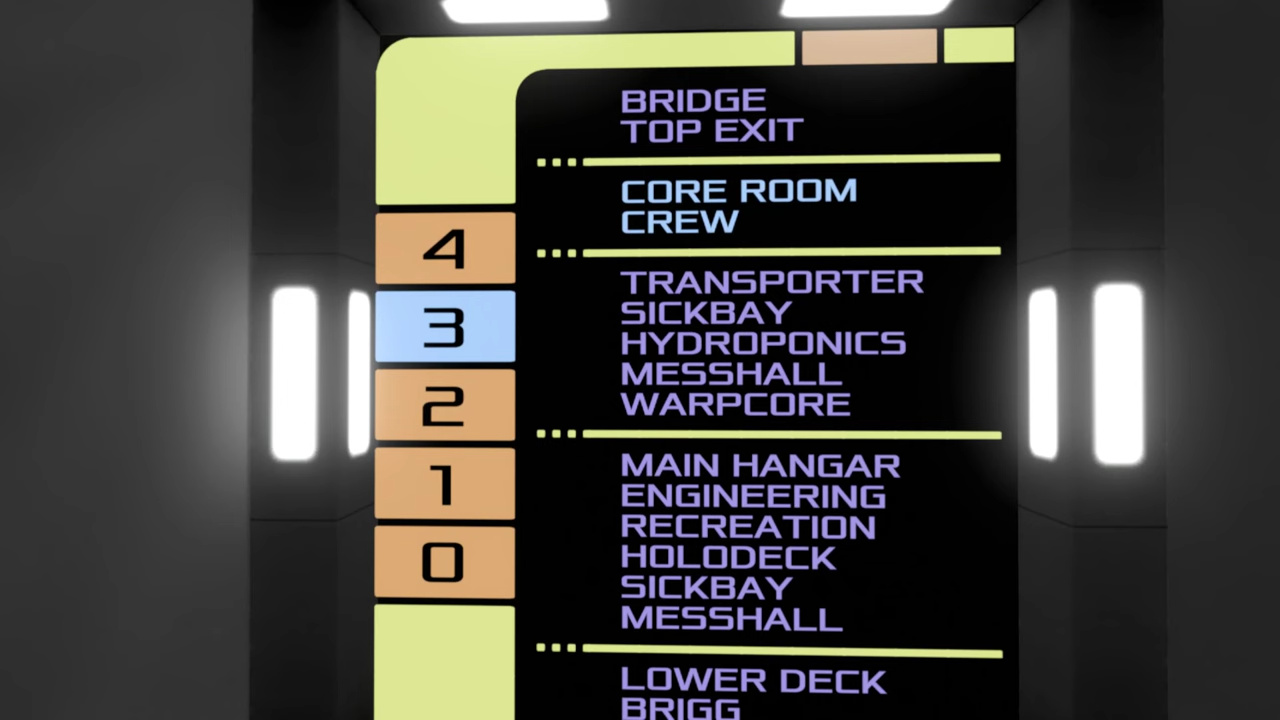 BRIDGE
TOP EXIT
CORE ROOM
CREW
4
TRANSPORTER
SICKBAY
3
HYDROPONICS
MESSHALL
2
WARPCORE
MAIN HANGAR
1
ENGINEERING
RECREATION
0
HOLODECK
SICKBAY
MESSHALL
LOWER DECK
BRIGG